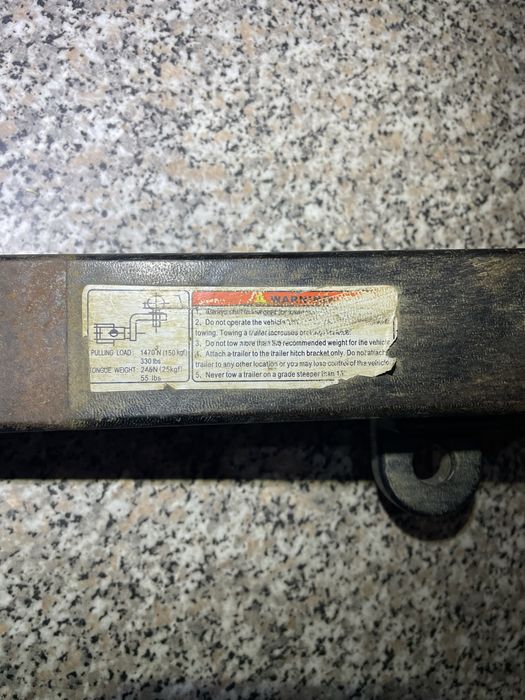 WARNING
PULLING LOAD 1470 N (150 kgf)
330 lbs
TONGUE WEIGHT 246N (25kgf)
55 lbs
1. Always
2. Do not operate the vehicle
towing. Towing a trailer increases
3. Do not tow more than the recommended weight for the vehicle
4. Attach a trailer to the trailer hitch bracket only. Do not attach
trailer to any other location or you may lose control of the vehicle
5. Never tow a trailer on a grade steeper than